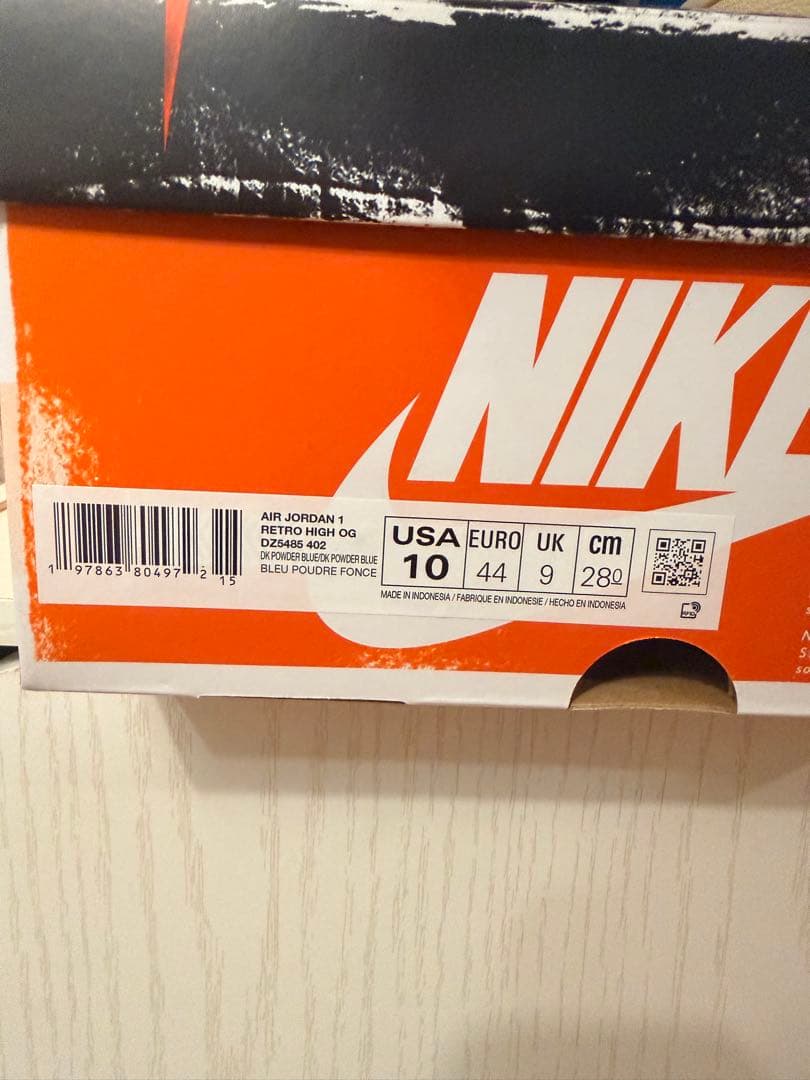 NIKE
AIR JORDAN 1
RETRO HIGH OG
DZ5485 402
DK POWDER BLUE/DK POWDER BLUE
BLEU POUDRE FONCE
1 97863 80497 2 15
USA EURO UK cm
10 44 9 28.0
MADE IN INDONESIA / FABRIQUE EN INDONESIE / HECHO EN INDONESIA